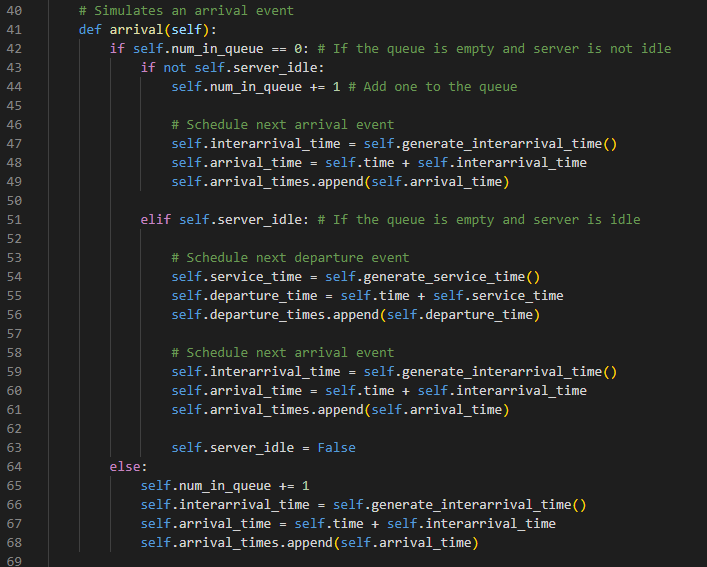 40 # Simulates an arrival event
41 def arrival(self):
42 if self.num_in_queue == 0: # If the queue is empty and server is not idle
43 if not self.server_idle:
44 self.num_in_queue += 1 # Add one to the queue
45
46 # Schedule next arrival event
47 self.interarrival_time = self.generate_interarrival_time()
48 self.arrival_time = self.time + self.interarrival_time
49 self.arrival_times.append(self.arrival_time)
50
51 elif self.server_idle: # If the queue is empty and server is idle
52
53 # Schedule next departure event
54 self.service_time = self.generate_service_time()
55 self.departure_time = self.time + self.service_time
56 self.departure_times.append(self.departure_time)
57
58 # Schedule next arrival event
59 self.interarrival_time = self.generate_interarrival_time()
60 self.arrival_time = self.time + self.interarrival_time
61 self.arrival_times.append(self.arrival_time)
62
63 self.server_idle = False
64 else:
65 self.num_in_queue += 1
66 self.interarrival_time = self.generate_interarrival_time()
67 self.arrival_time = self.time + self.interarrival_time
68 self.arrival_times.append(self.arrival_time)
69